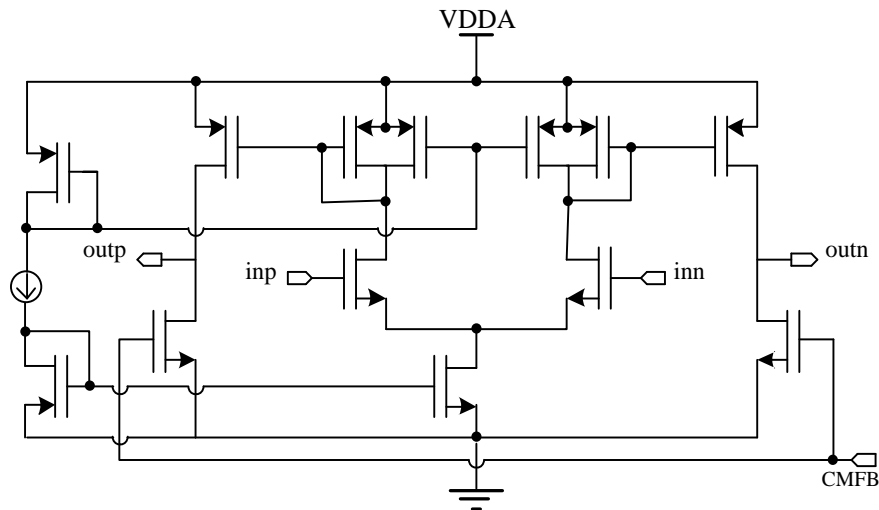 VDDA
outp
inp
inn
outn
CMFB